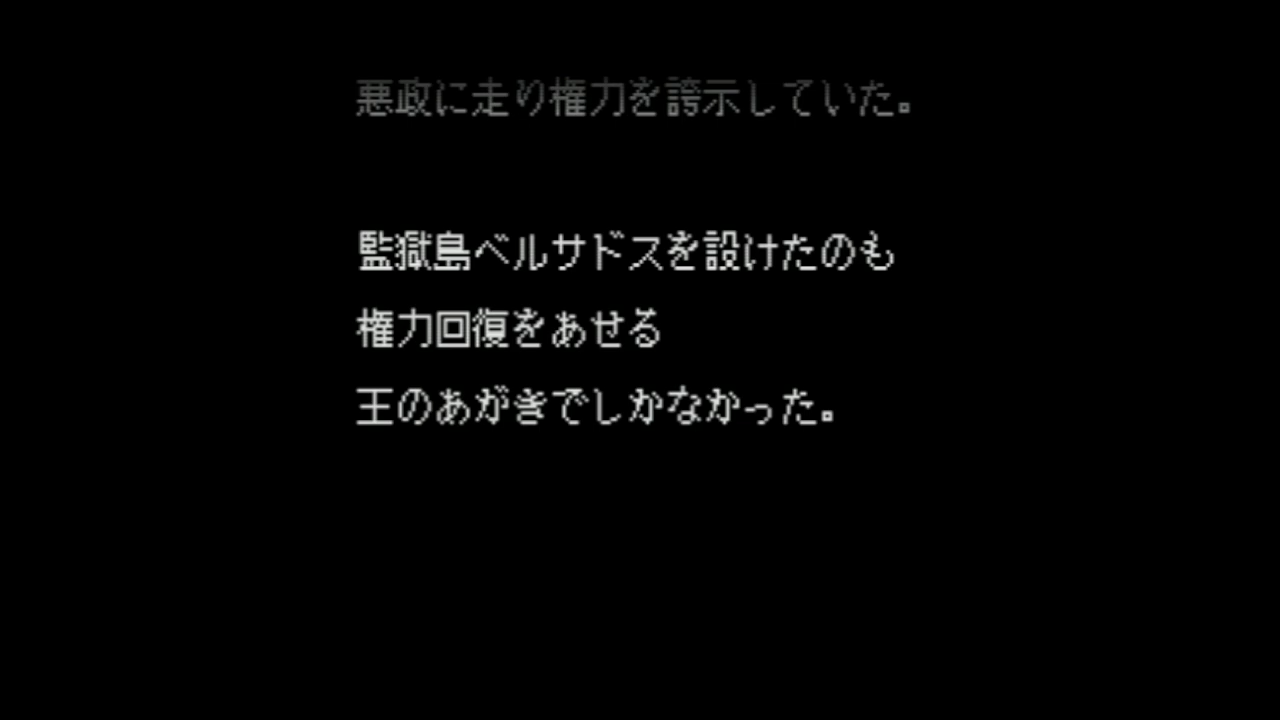 悪政に走り権力を誇示していた。
監獄島ベルサドスを設けたのも
権力回復をあせる
王のあがきでしかなかった。